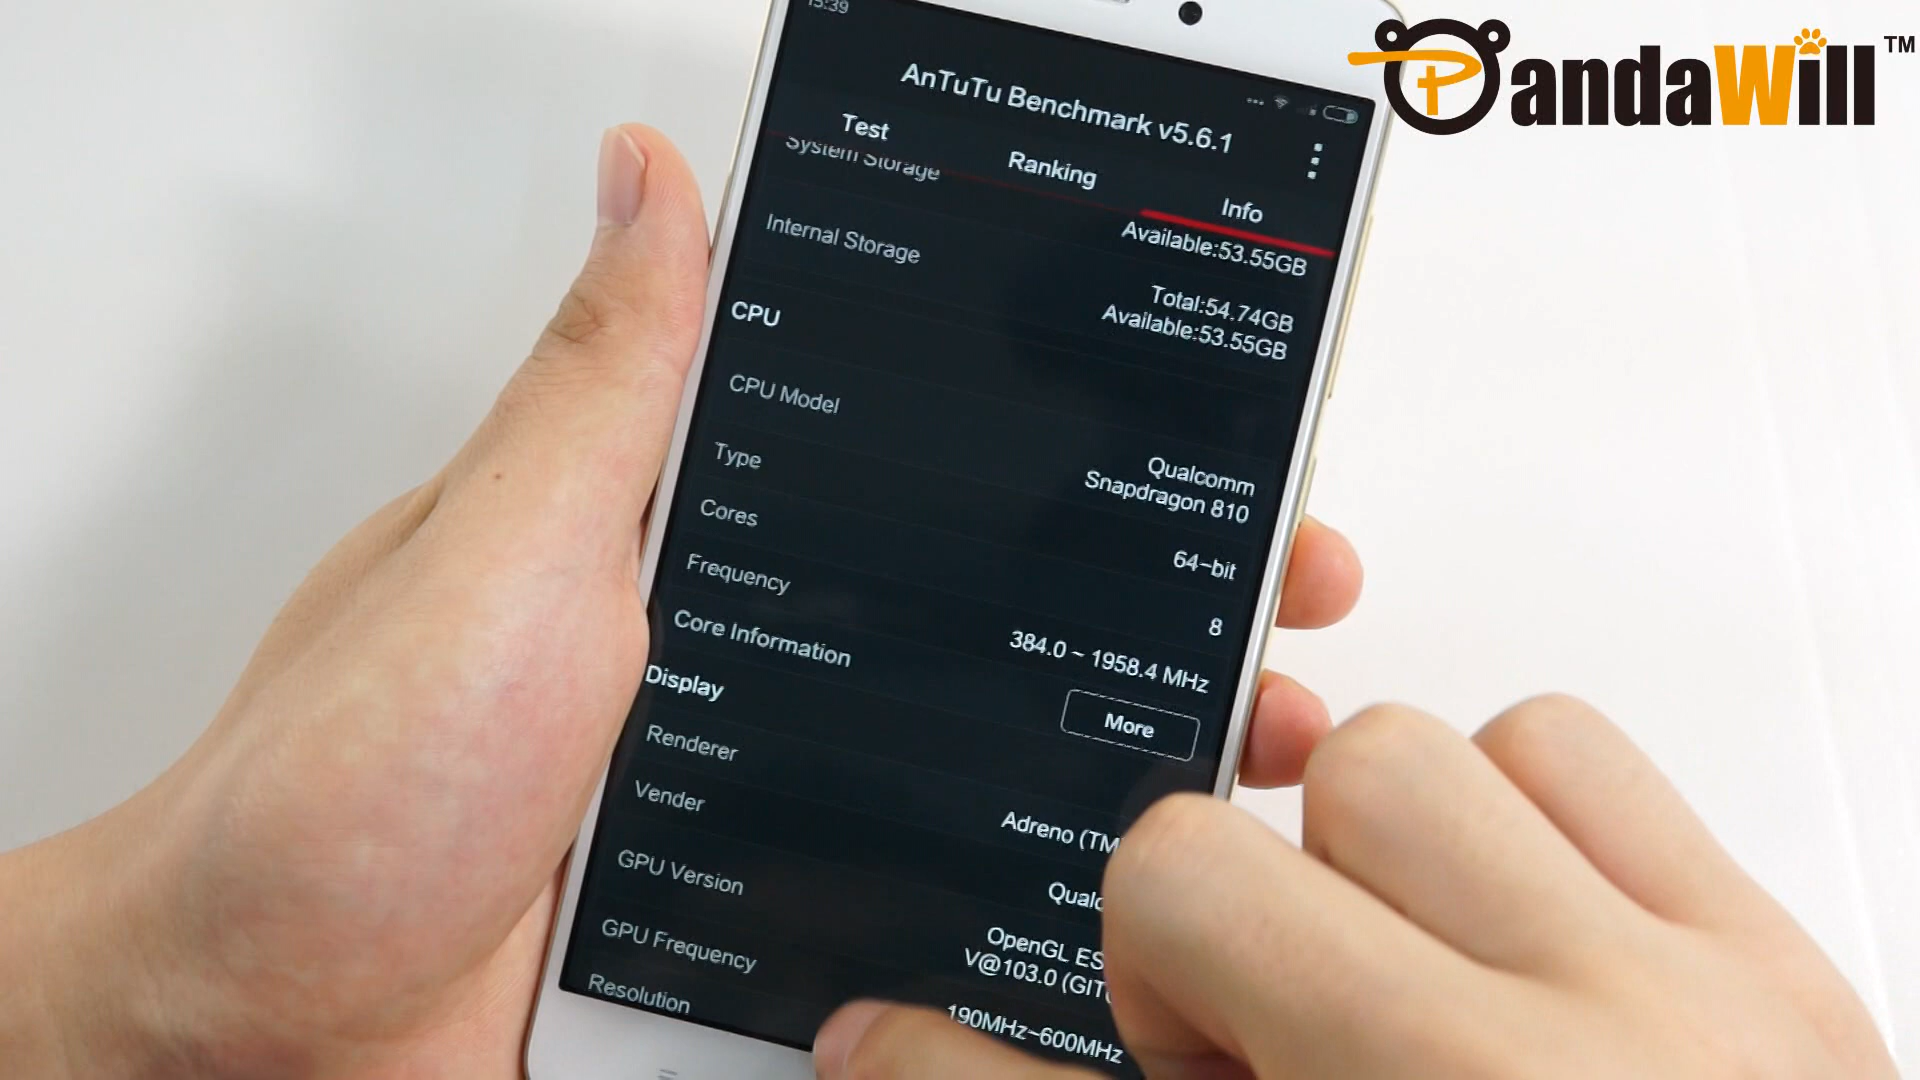 15:39
PandaWill™
AnTuTu Benchmark v5.6.1
Test
Ranking
Info
System Storage
Available:53.55GB
Internal Storage
Total:54.74GB
Available:53.55GB
CPU
CPU Model
Qualcomm
Snapdragon 810
Type
64-bit
Cores
8
Frequency
384.0 ~ 1958.4 MHz
Core Information
More
Display
Renderer
Adreno (TM
Vender
Qualc
GPU Version
OpenGL ES
V@103.0 (GIT
GPU Frequency
190MHz~600MHz
Resolution